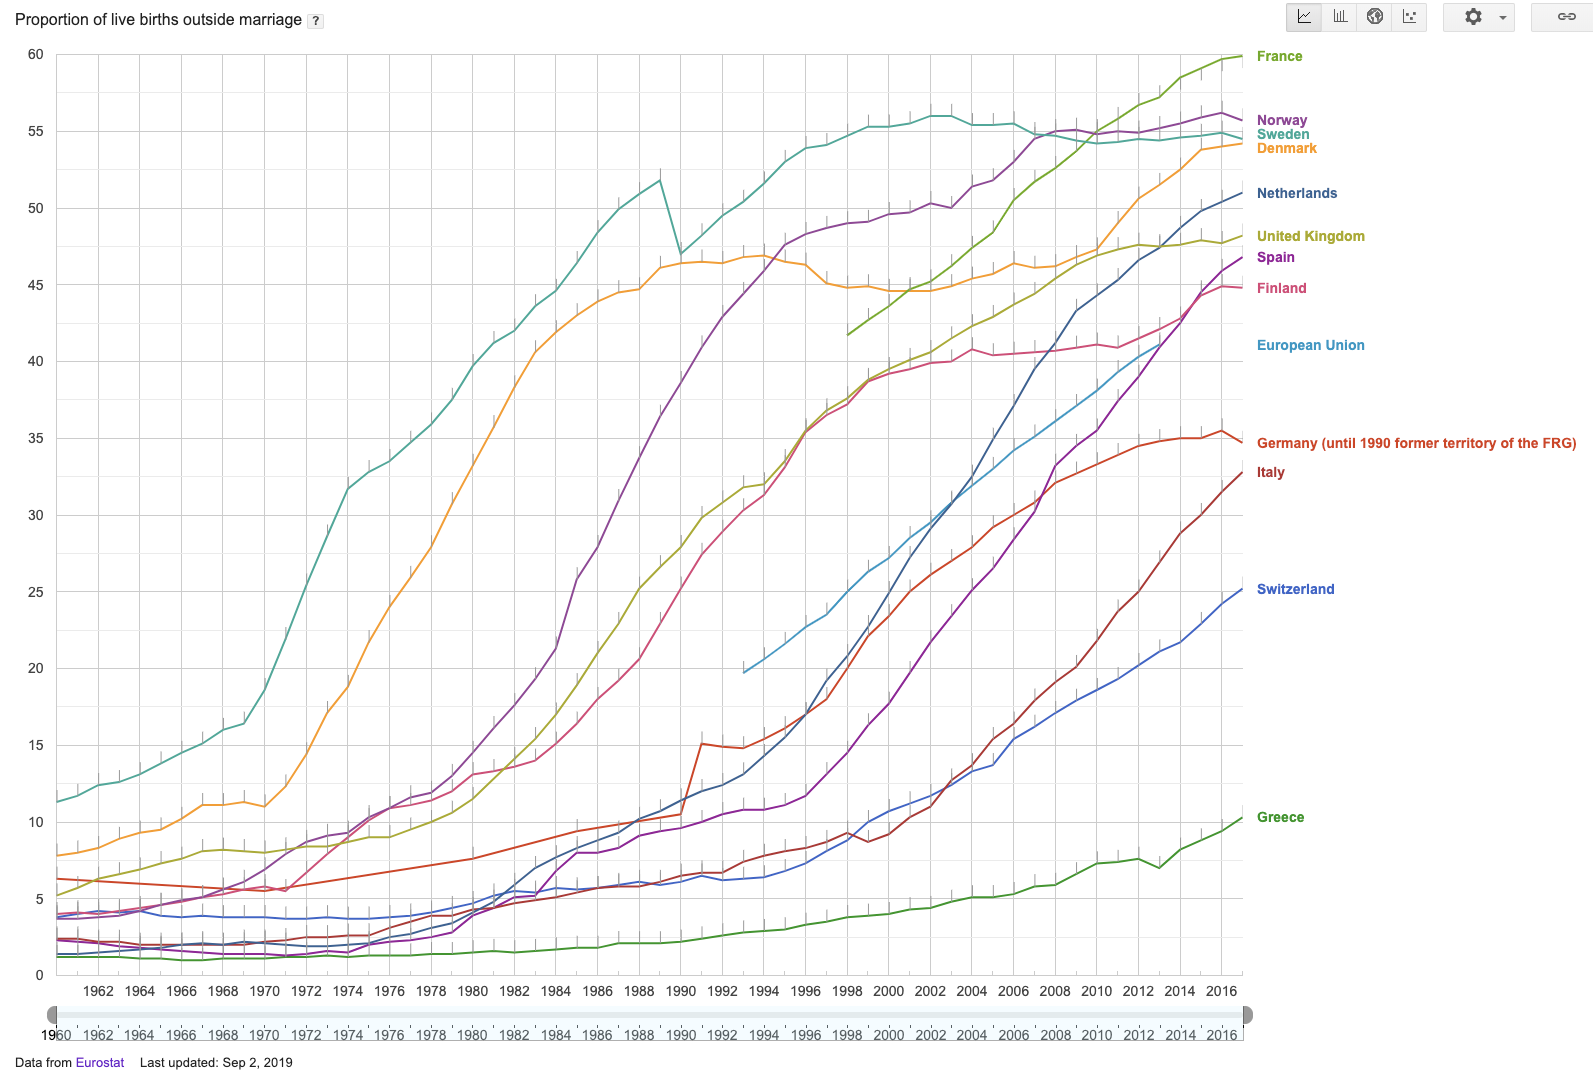 Proportion of live births outside marriage ?
60
55
50
45
40
35
30
25
20
15
10
5
0
France
Norway
Sweden
Denmark
Netherlands
United Kingdom
Spain
Finland
European Union
Germany (until 1990 former territory of the FRG)
Italy
Switzerland
Greece
1962 1964 1966 1968 1970 1972 1974 1976 1978 1980 1982 1984 1986 1988 1990 1992 1994 1996 1998 2000 2002 2004 2006 2008 2010 2012 2014 2016
1960 1962 1964 1966 1968 1970 1972 1974 1976 1978 1980 1982 1984 1986 1988 1990 1992 1994 1996 1998 2000 2002 2004 2006 2008 2010 2012 2014 2016
Data from Eurostat Last updated: Sep 2, 2019